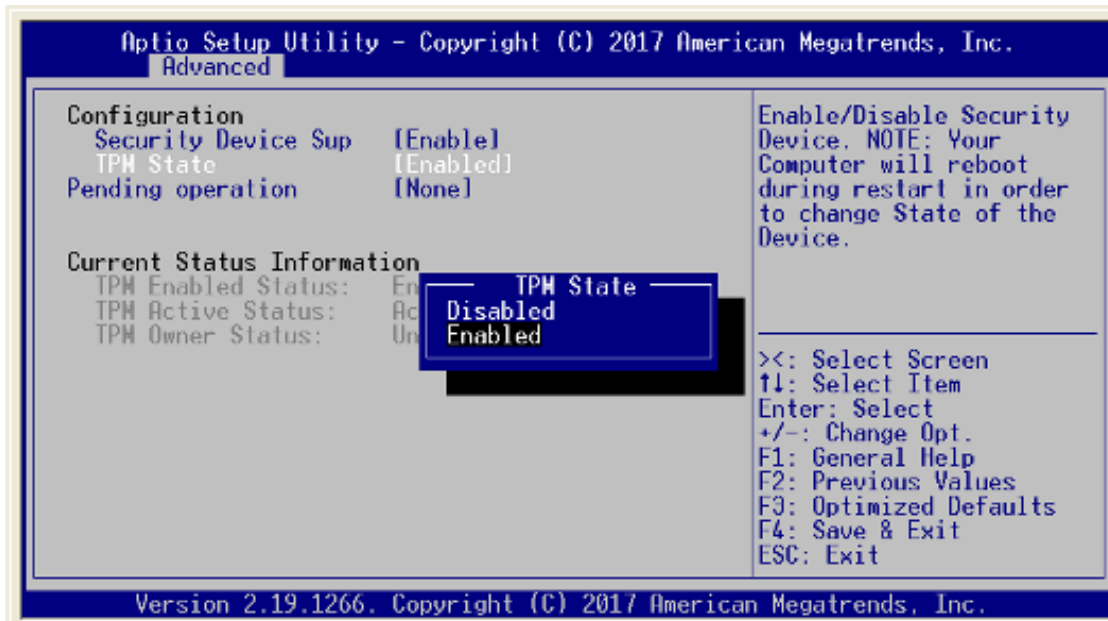 Aptio Setup Utility - Copyright (C) 2017 American Megatrends, Inc.
Advanced
Configuration
Security Device Sup [Enable]
TPM State [Enabled]
Pending operation [None]
Current Status Information
TPM Enabled Status: En
TPM Active Status: Ac
TPM Owner Status: Un
TPM State
Disabled
Enabled
Enable/Disable Security
Device. NOTE: Your
Computer will reboot
during restart in order
to change State of the
Device.
><: Select Screen
↑↓: Select Item
Enter: Select
+/-: Change Opt.
F1: General Help
F2: Previous Values
F3: Optimized Defaults
F4: Save & Exit
ESC: Exit
Version 2.19.1266. Copyright (C) 2017 American Megatrends, Inc.